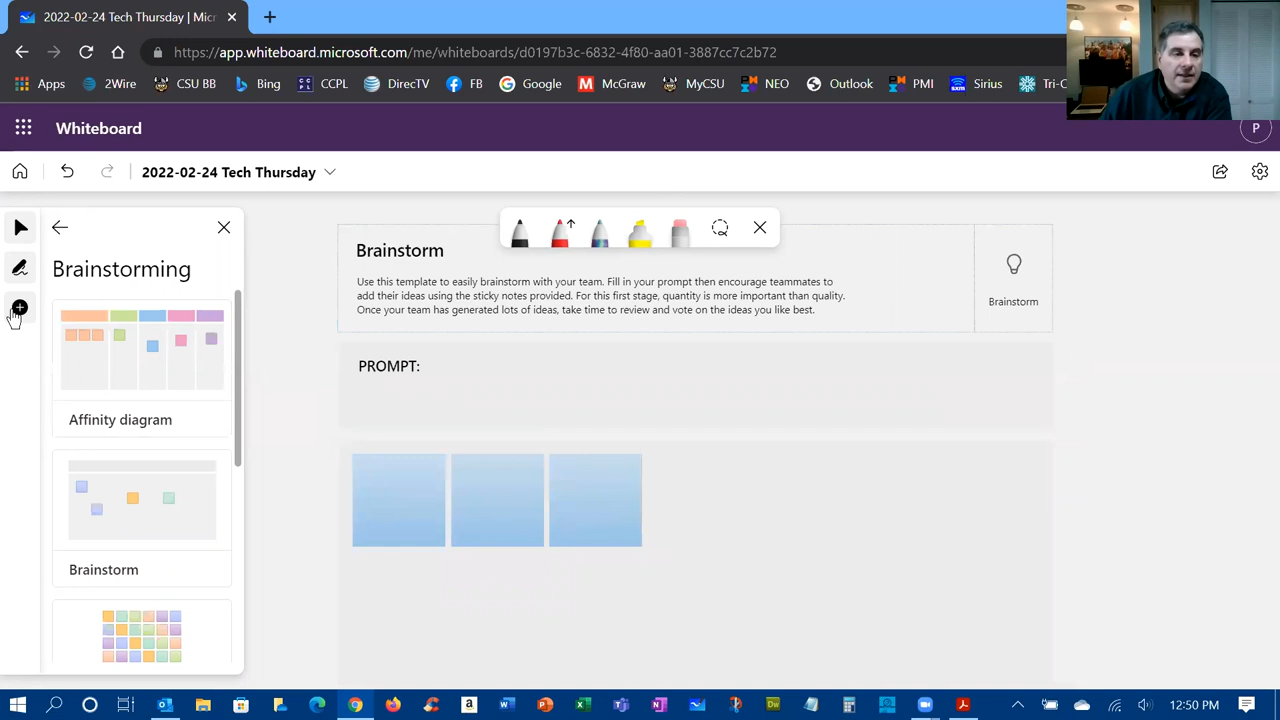 2022-02-24 Tech Thursday | Micr
https://app.whiteboard.microsoft.com/me/whiteboards/d0197b3c-6832-4f80-aa01-3887cc7c2b72
Apps 2Wire CSU BB Bing CCPL DirecTV FB Google McGraw MyCSU NEO Outlook PMI Sirius Tri-C
Whiteboard
P
2022-02-24 Tech Thursday
Brainstorming
Affinity diagram
Brainstorm
Brainstorm
Use this template to easily brainstorm with your team. Fill in your prompt then encourage teammates to
add their ideas using the sticky notes provided. For this first stage, quantity is more important than quality.
Once your team has generated lots of ideas, take time to review and vote on the ideas you like best.
Brainstorm
PROMPT:
12:50 PM